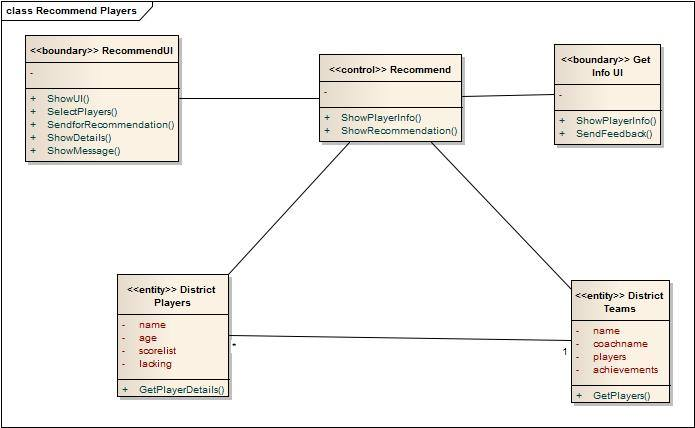 class Recommend Players
<<boundary>> RecommendUI
-
+ ShowUI()
+ SelectPlayers()
+ SendforRecommendation()
+ ShowDetails()
+ ShowMessage()
<<control>> Recommend
-
+ ShowPlayerInfo()
+ ShowRecommendation()
<<boundary>> Get
Info UI
-
+ ShowPlayerInfo()
+ SendFeedback()
<<entity>> District
Players
- name
- age
- scorelist
- lacking
+ GetPlayerDetails()
*
1
<<entity>> District
Teams
- name
- coachname
- players
- achievements
+ GetPlayers()